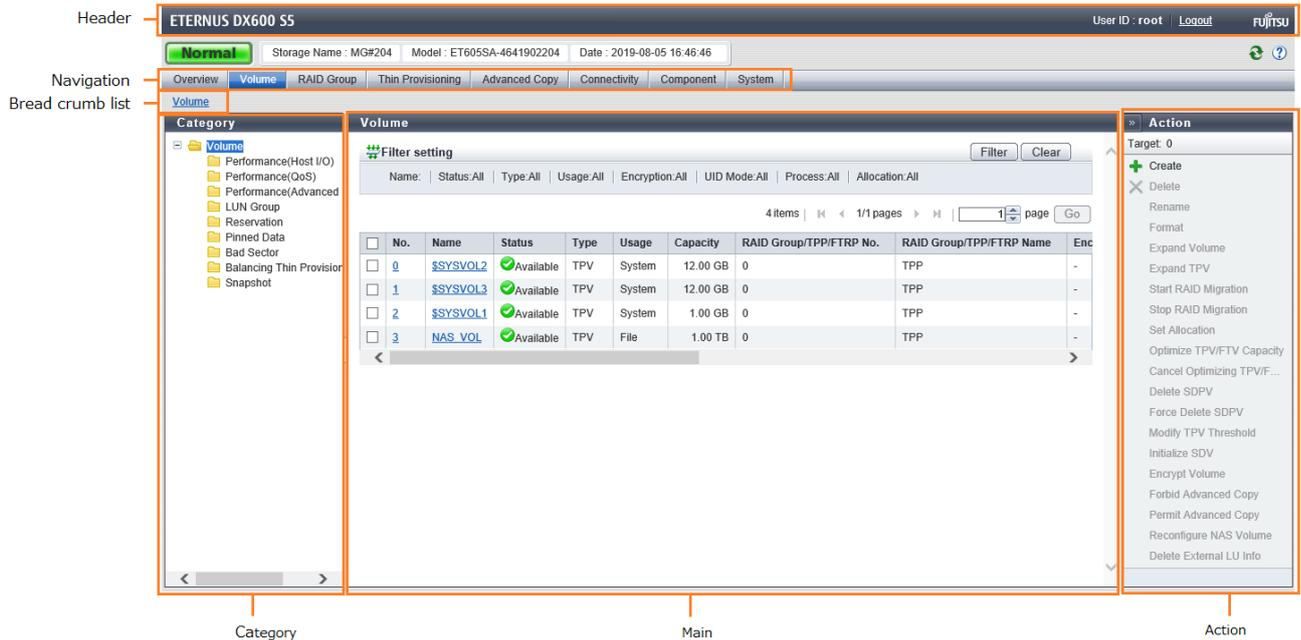 Header
ETERNUS DX600 S5
User ID : root
Logout
FUJITSU
Normal
Storage Name : MG#204
Model : ET605SA-4641902204
Date : 2019-08-05 16:46:46
Navigation
Overview Volume RAID Group Thin Provisioning Advanced Copy Connectivity Component System
Bread crumb list
Volume
Category
Volume
Performance(Host I/O)
Performance(QoS)
Performance(Advanced
LUN Group
Reservation
Pinned Data
Bad Sector
Balancing Thin Provision
Snapshot
Volume
Filter setting
Filter Clear
Name: Status:All Type:All Usage:All Encryption:All UID Mode:All Process:All Allocation:All
4 items 1/1 pages 1 page Go
No. Name Status Type Usage Capacity RAID Group/TPP/FTRP No. RAID Group/TPP/FTRP Name Enc
0 $SYSVOL2 Available TPV System 12.00 GB 0 TPP -
1 $SYSVOL3 Available TPV System 12.00 GB 0 TPP -
2 $SYSVOL1 Available TPV System 1.00 GB 0 TPP -
3 NAS_VOL Available TPV File 1.00 TB 0 TPP -
» Action
Target: 0
Create
Delete
Rename
Format
Expand Volume
Expand TPV
Start RAID Migration
Stop RAID Migration
Set Allocation
Optimize TPV/FTV Capacity
Cancel Optimizing TPV/F...
Delete SDPV
Force Delete SDPV
Modify TPV Threshold
Initialize SDV
Encrypt Volume
Forbid Advanced Copy
Permit Advanced Copy
Reconfigure NAS Volume
Delete External LU Info
Category
Main
Action